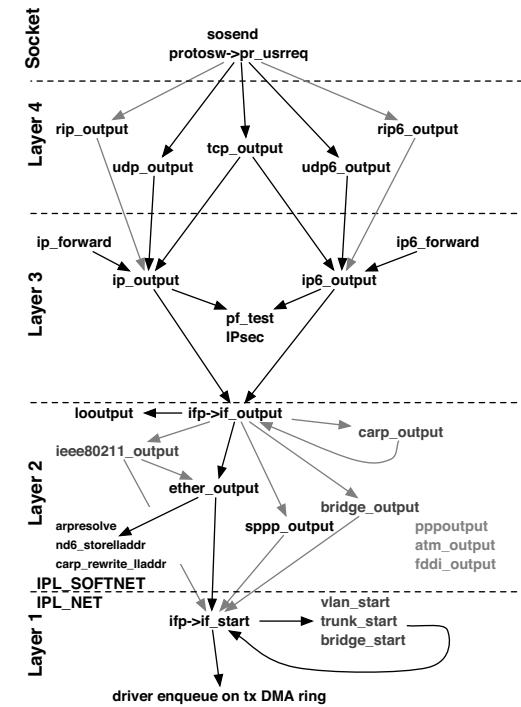 Socket
sosend
protosw->pr_usrreq
Layer 4
rip_output
rip6_output
tcp_output
udp_output
udp6_output
Layer 3
ip_forward
ip6_forward
ip_output
ip6_output
pf_test
IPsec
Layer 2
looutput
ifp->if_output
carp_output
ieee80211_output
ether_output
bridge_output
arpresolve
nd6_storelladdr
carp_rewrite_lladdr
sppp_output
pppoutput
atm_output
fddi_output
IPL_SOFTNET
IPL_NET
Layer 1
ifp->if_start
vlan_start
trunk_start
bridge_start
driver enqueue on tx DMA ring